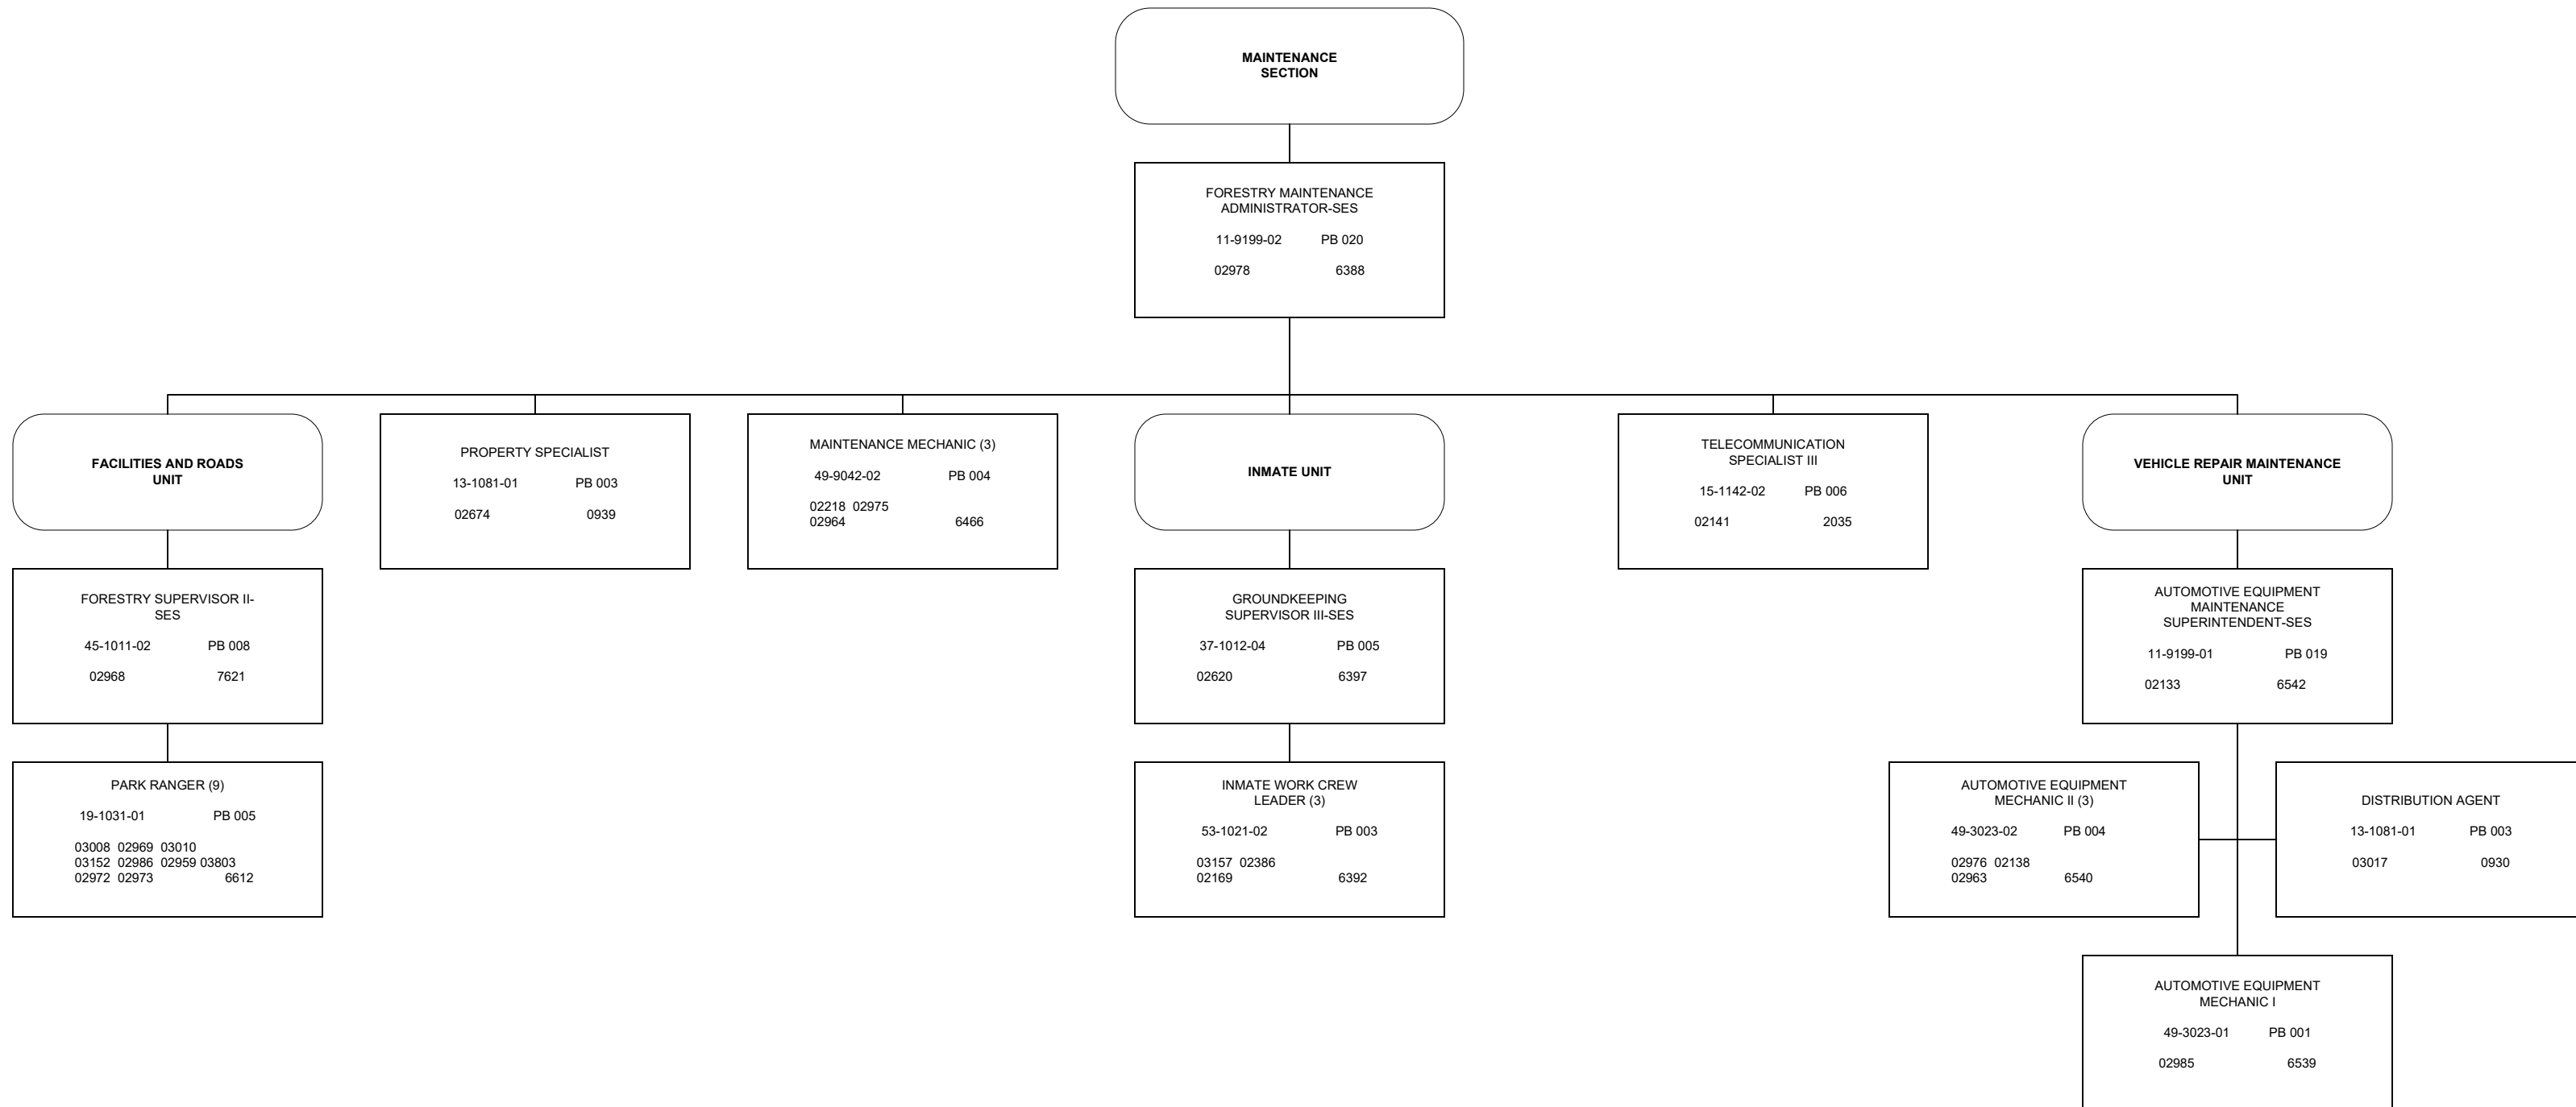 MAINTENANCE
SECTION
FORESTRY MAINTENANCE
ADMINISTRATOR-SES
11-9199-02 PB 020
02978 6388
FACILITIES AND ROADS
UNIT
PROPERTY SPECIALIST
13-1081-01 PB 003
02674 0939
MAINTENANCE MECHANIC (3)
49-9042-02 PB 004
02218 02975
02964 6466
INMATE UNIT
TELECOMMUNICATION
SPECIALIST III
15-1142-02 PB 006
02141 2035
VEHICLE REPAIR MAINTENANCE
UNIT
FORESTRY SUPERVISOR II-
SES
45-1011-02 PB 008
02968 7621
GROUNDKEEPING
SUPERVISOR III-SES
37-1012-04 PB 005
02620 6397
AUTOMOTIVE EQUIPMENT
MAINTENANCE
SUPERINTENDENT-SES
11-9199-01 PB 019
02133 6542
PARK RANGER (9)
19-1031-01 PB 005
03008 02969 03010
03152 02986 02959 03803
02972 02973 6612
INMATE WORK CREW
LEADER (3)
53-1021-02 PB 003
03157 02386
02169 6392
AUTOMOTIVE EQUIPMENT
MECHANIC II (3)
49-3023-02 PB 004
02976 02138
02963 6540
DISTRIBUTION AGENT
13-1081-01 PB 003
03017 0930
AUTOMOTIVE EQUIPMENT
MECHANIC I
49-3023-01 PB 001
02985 6539